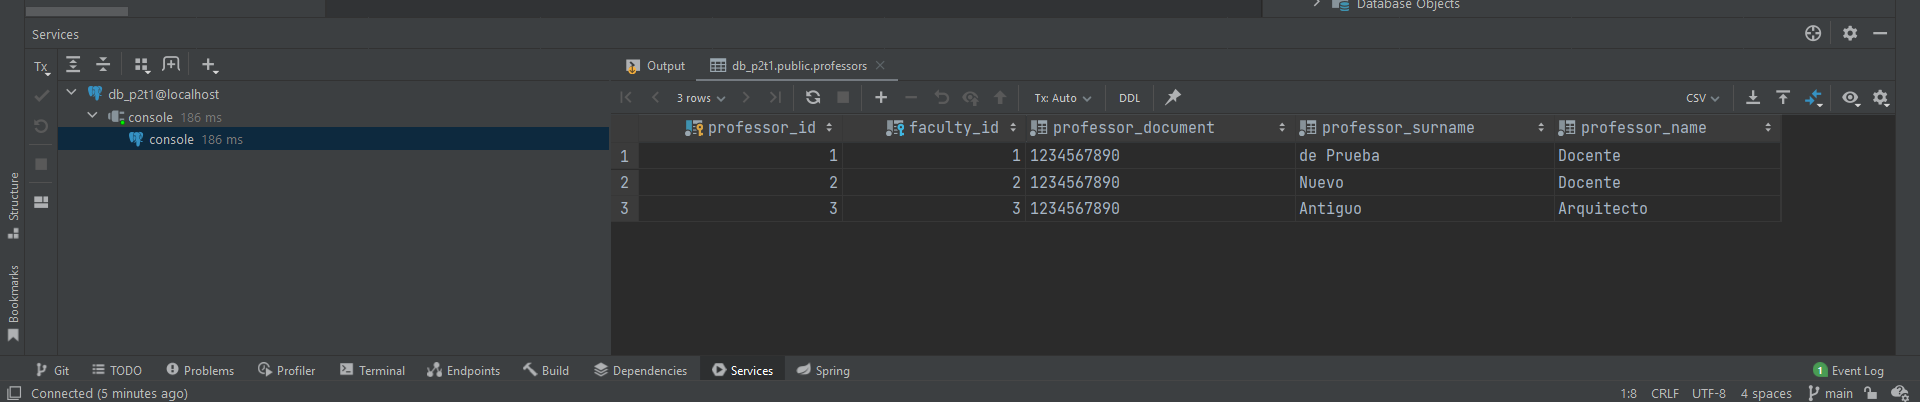 Database Objects
Services
Tx
Output
db_p2t1.public.professors
db_p2t1@localhost
3 rows
Tx: Auto
DDL
CSV
console 186 ms
professor_id
faculty_id
professor_document
professor_surname
professor_name
console 186 ms
1 1 1 1234567890 de Prueba Docente
2 2 2 1234567890 Nuevo Docente
3 3 3 1234567890 Antiguo Arquitecto
Structure
Bookmarks
Git
TODO
Problems
Profiler
Terminal
Endpoints
Build
Dependencies
Services
Spring
1 Event Log
Connected (5 minutes ago)
1:8
CRLF
UTF-8
4 spaces
main